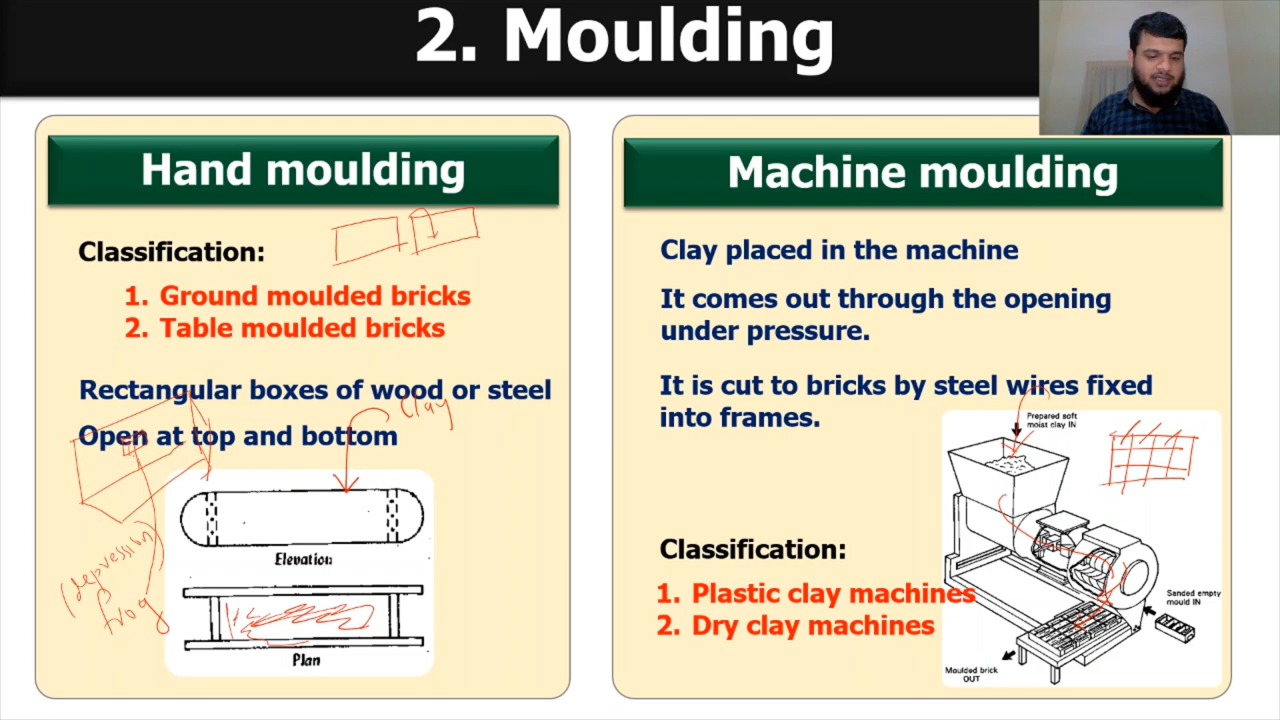 2. Moulding
Hand moulding
Classification:
1. Ground moulded bricks
2. Table moulded bricks
Rectangular boxes of wood or steel
clay
Open at top and bottom
(depression)
frog
Elevation
Plan
Machine moulding
Clay placed in the machine
It comes out through the opening
under pressure.
It is cut to bricks by steel wires fixed
into frames.
Prepared soft
moist clay IN
Classification:
1. Plastic clay machines
2. Dry clay machines
Sanded empty
mould IN
Moulded brick
OUT